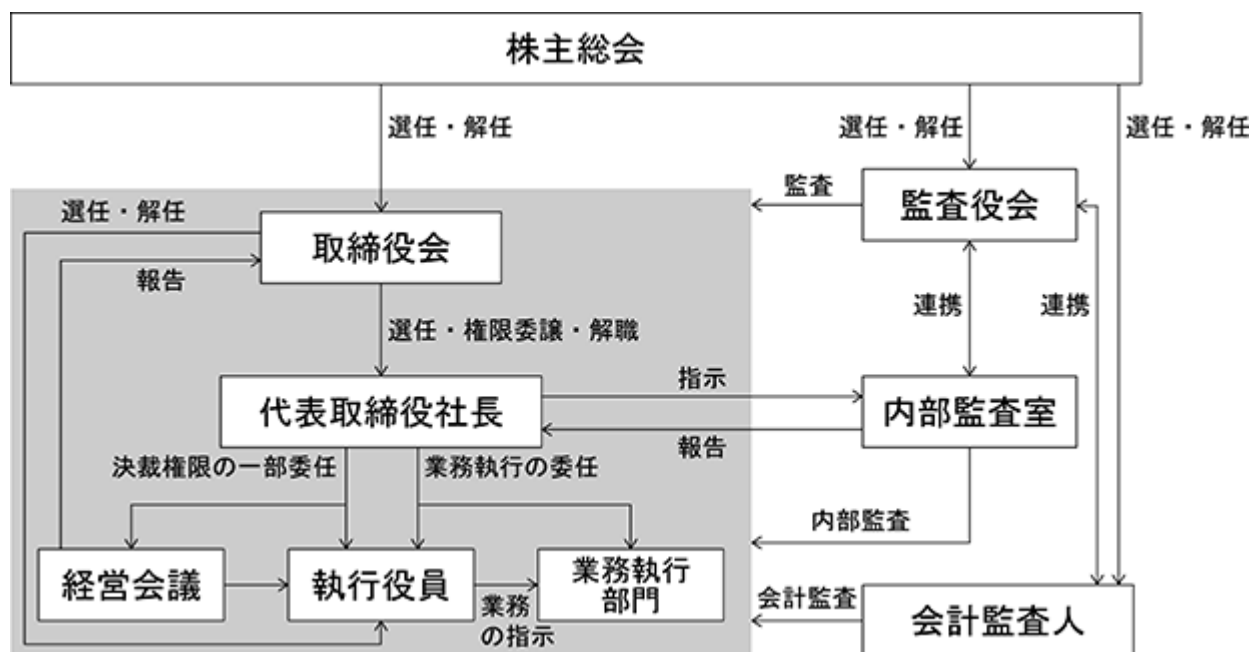 株主総会
選任・解任
選任・解任
選任・解任
監査
監査役会
選任・解任
取締役会
報告
連携
連携
選任・権限委譲・解職
指示
代表取締役社長
内部監査室
報告
決裁権限の一部委任
業務執行の委任
内部監査
経営会議
執行役員
業務執行
部門
業務
の指示
会計監査
会計監査人